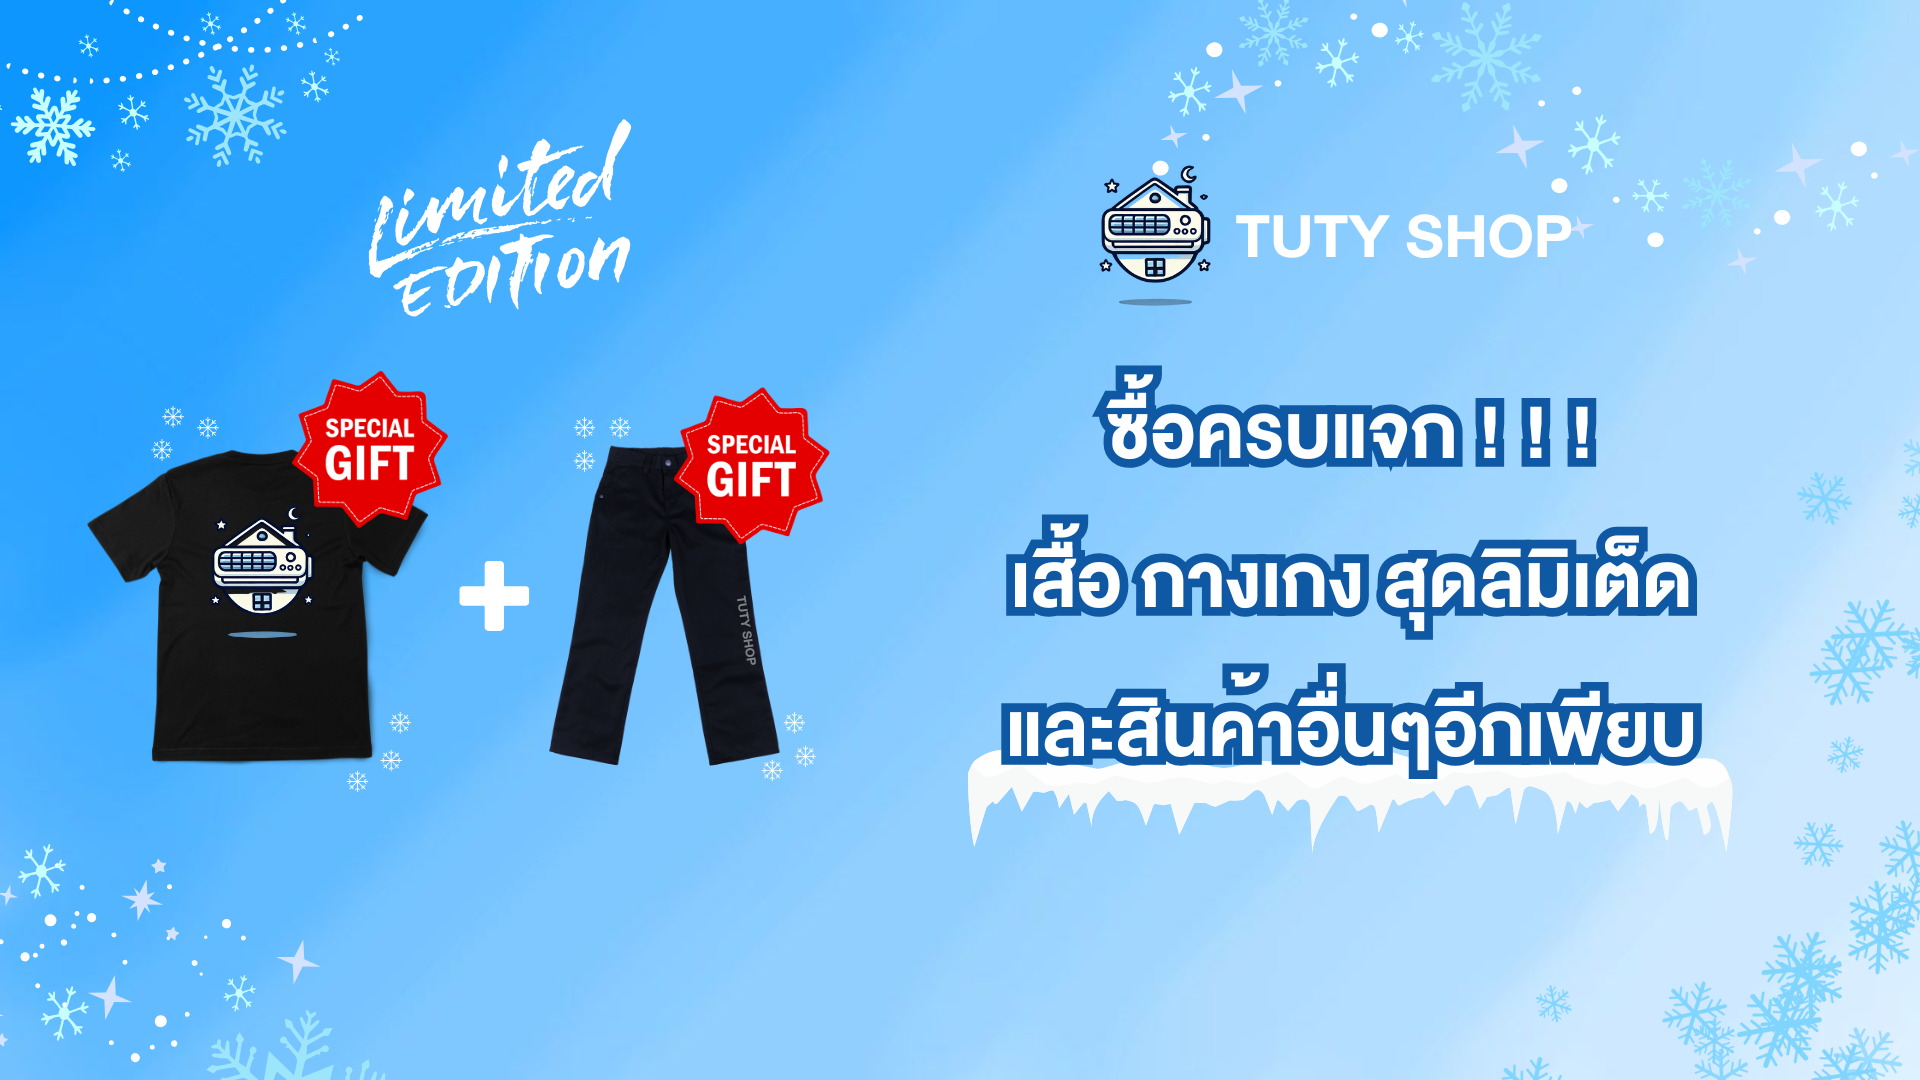 Limited
EDITION
SPECIAL
GIFT
SPECIAL
GIFT
TUTY SHOP
TUTY SHOP
ซื้อครบแจก ! ! !
เสื้อ กางเกง สุดลิมิเต็ด
และสินค้าอื่นๆอีกเพียบ